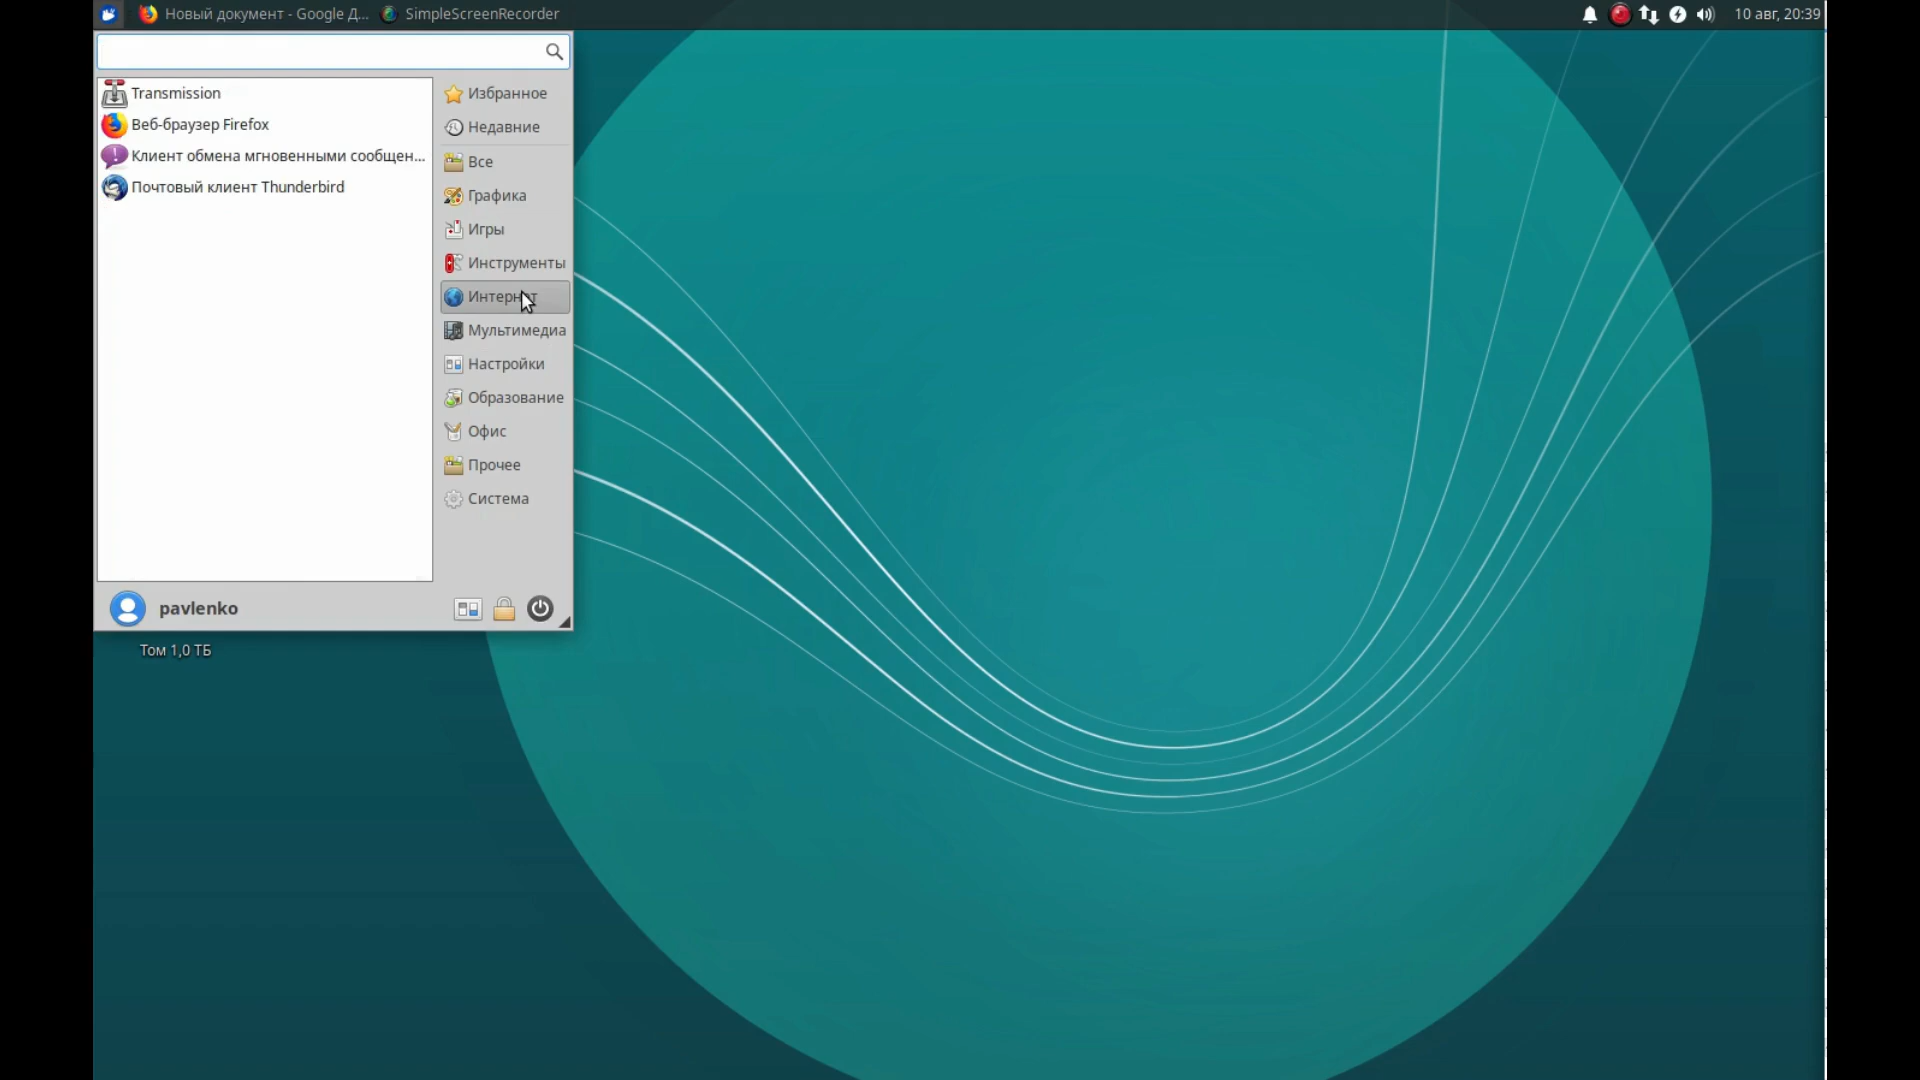 Новый документ - Google Д... SimpleScreenRecorder 10 авг, 20:39
Transmission
Веб-браузер Firefox
Клиент обмена мгновенными сообщен...
Почтовый клиент Thunderbird
Избранное
Недавние
Все
Графика
Игры
Инструменты
Интернет
Мультимедиа
Настройки
Образование
Офис
Прочее
Система
pavlenko
Том 1,0 ТБ